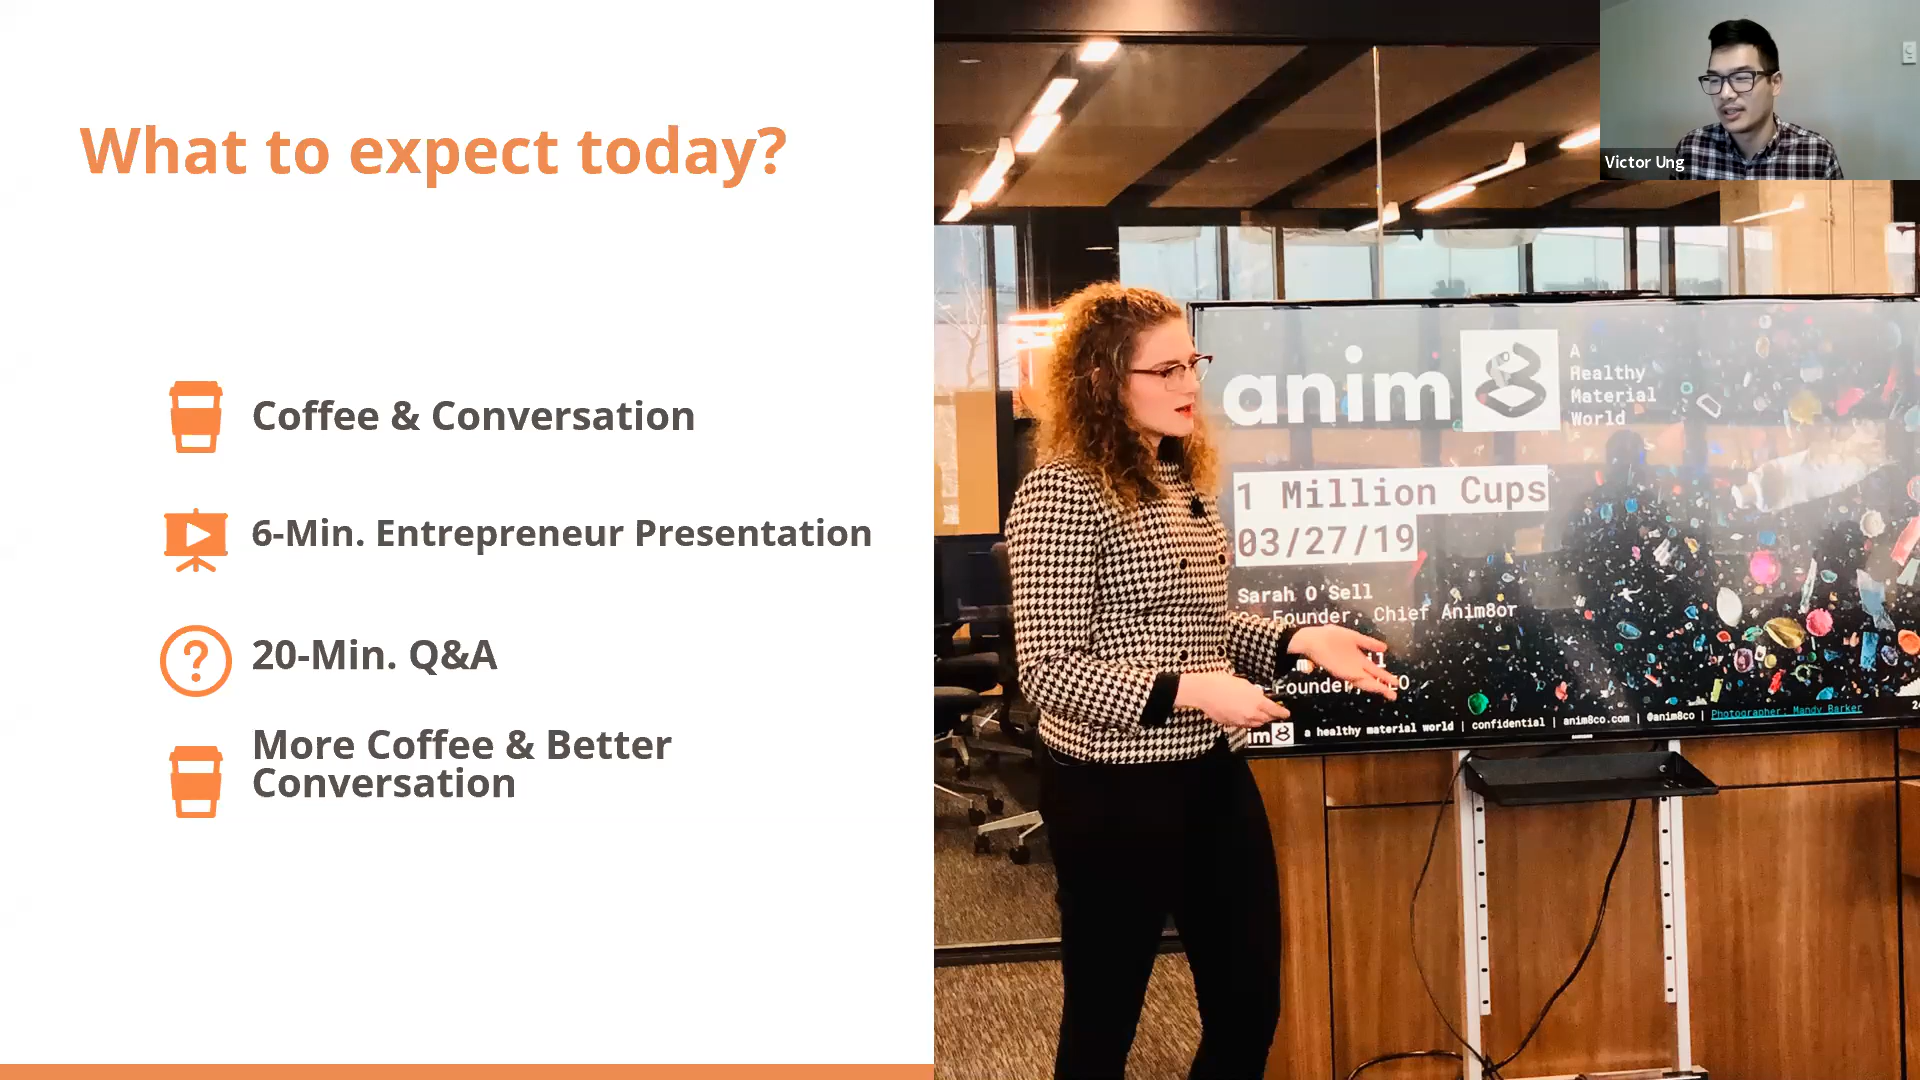 What to expect today?
Coffee & Conversation
6-Min. Entrepreneur Presentation
20-Min. Q&A
More Coffee & Better
Conversation
Victor Ung
anim8
A
Healthy
Material
World
1 Million Cups
03/27/19
Sarah O'Sell
Co-Founder, Chief Anim8or
Founder,
a healthy material world | confidential | anim8co.com | @anim8co | Photographer: Mandy Barker